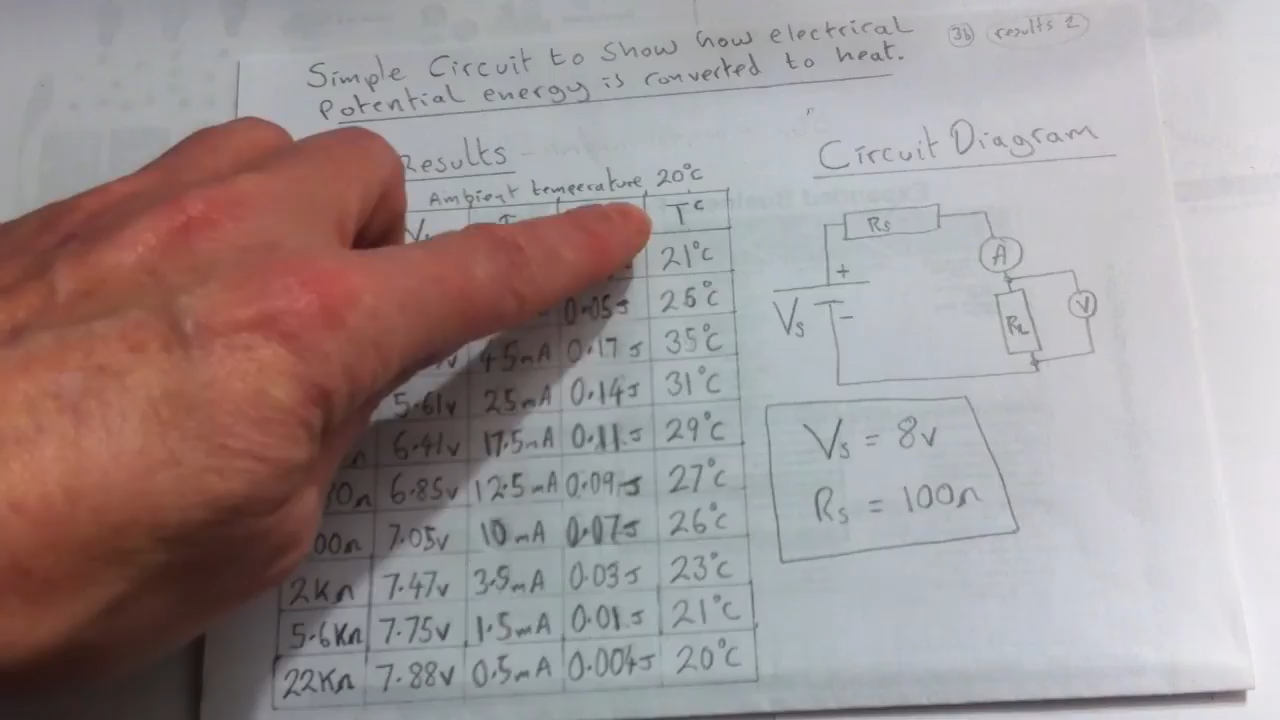 Simple Circuit to show how electrical
Potential energy is converted to heat.
3b results 2
Results
Ambient temperature 20°c
T°c
21°c
0.05J 25°c
45mA 0.17J 35°c
5.61v 25mA 0.14J 31°c
6.41v 17.5mA 0.11J 29°c
6.85v 12.5mA 0.09J 27°c
00Ω 7.05v 10mA 0.07J 26°c
2KΩ 7.47v 3.5mA 0.03J 23°c
5.6KΩ 7.75v 1.5mA 0.01J 21°c
22KΩ 7.88v 0.5mA 0.004J 20°c
Circuit Diagram
Rs
A
+
Vs
-
RL
V
Vs = 8v
Rs = 100Ω